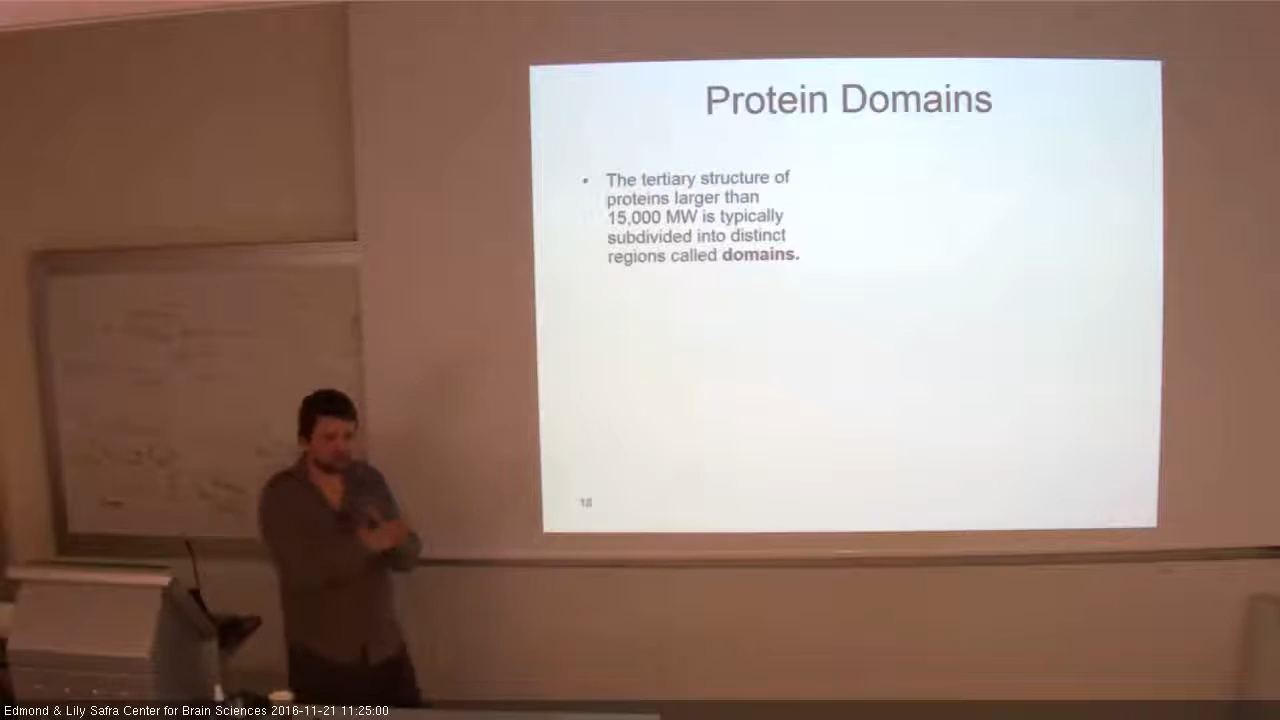 Protein Domains
• The tertiary structure of
proteins larger than
15,000 MW is typically
subdivided into distinct
regions called domains.
18
Edmond & Lily Safra Center for Brain Sciences 2016-11-21 11:25:00